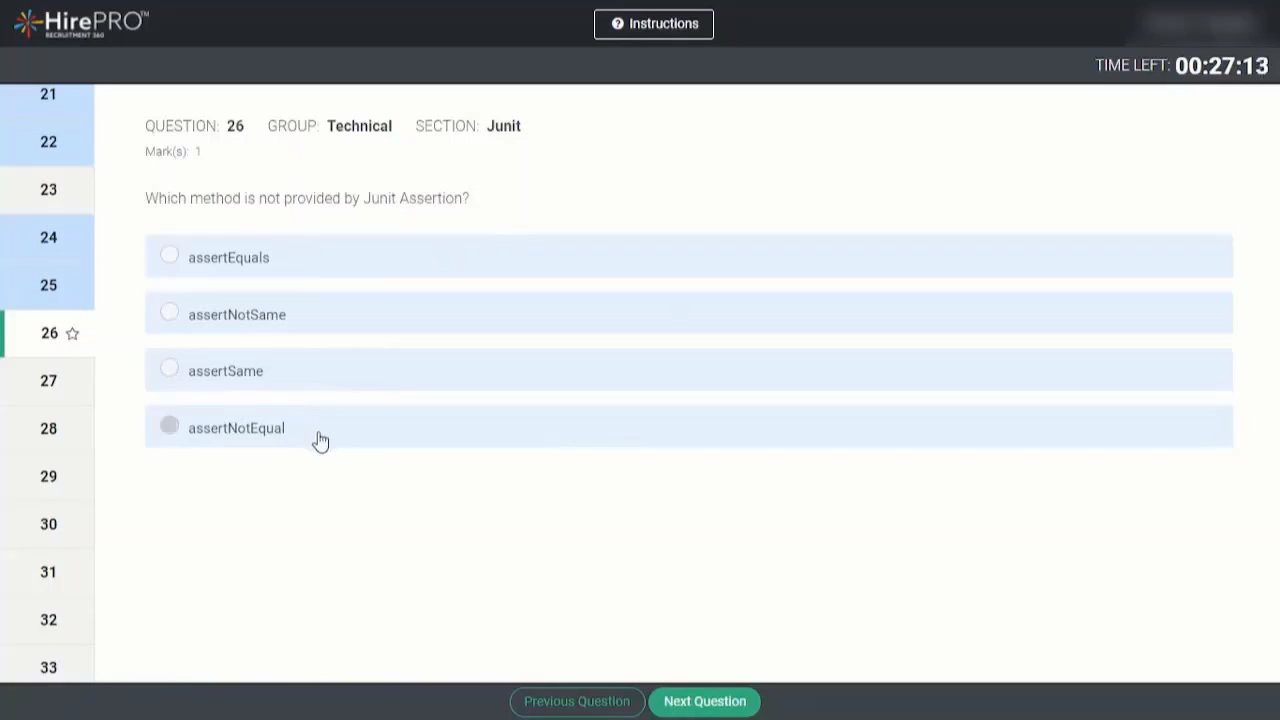 HirePRO™
RECRUITMENT 360
Instructions
TIME LEFT: 00:27:13
21
22
23
24
25
26
27
28
29
30
31
32
33
QUESTION: 26 GROUP: Technical SECTION: Junit
Mark(s): 1
Which method is not provided by Junit Assertion?
assertEquals
assertNotSame
assertSame
assertNotEqual
Previous Question
Next Question